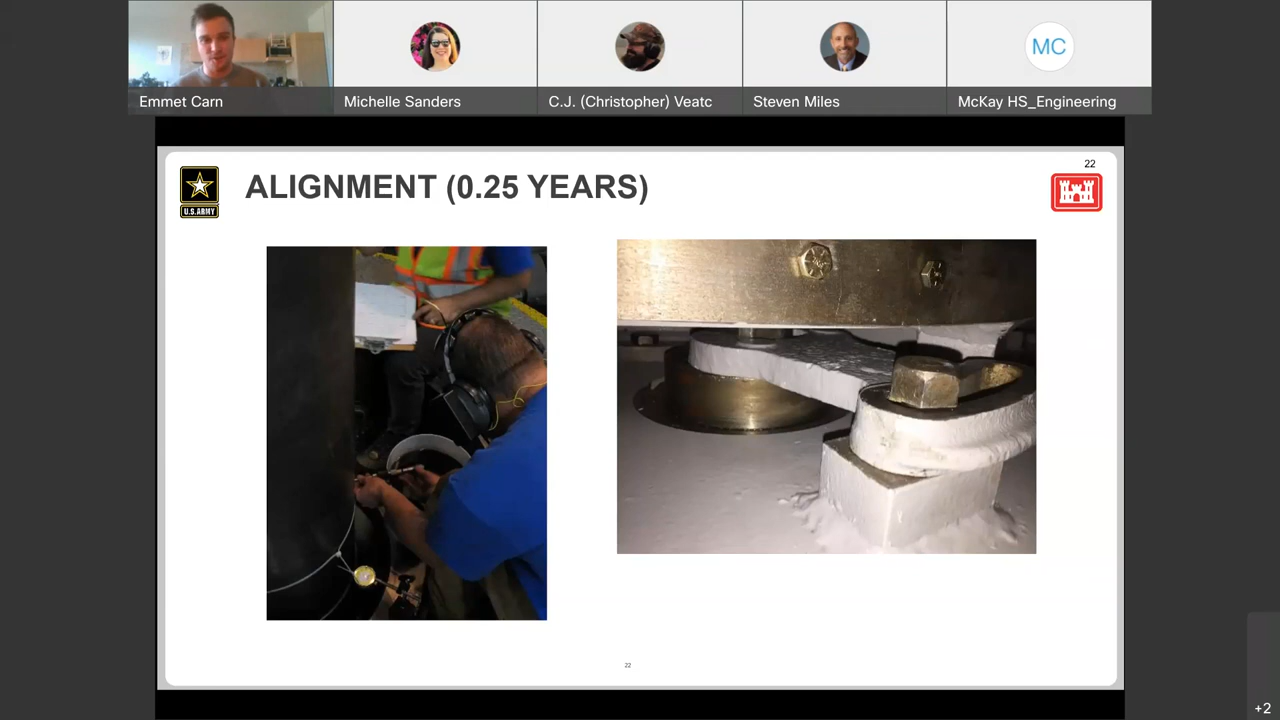 Emmet Carn
Michelle Sanders
C.J. (Christopher) Veatc
Steven Miles
MC
McKay HS_Engineering
22
ALIGNMENT (0.25 YEARS)
U.S.ARMY
22
+2